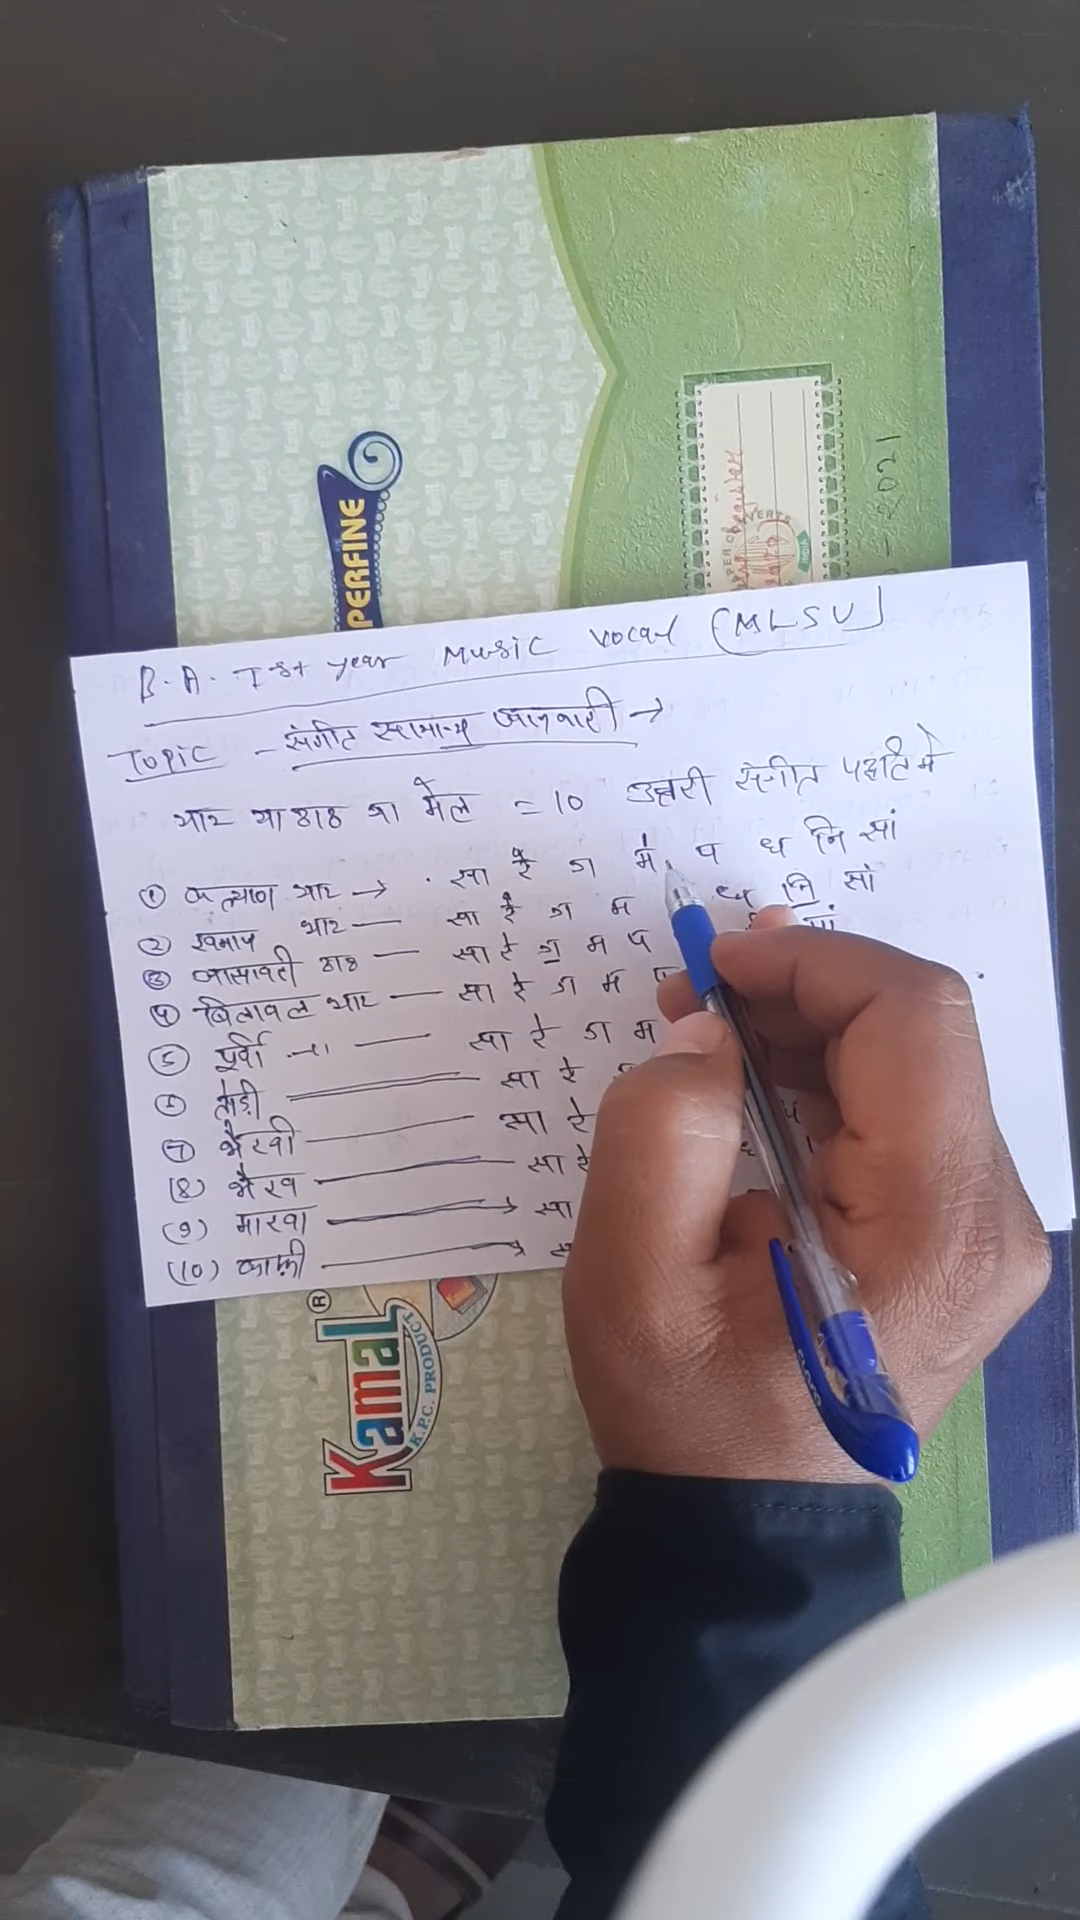 B.A. Ist year Music Vocal (MLSU)
Topic - संगीत सामान्य जानकारी →
थाट या ठाठ या मेल = 10 उत्तरी संगीत पद्धति में
① कल्याण थाट → सा रे ग मं प ध नि सां
② खमाज थाट — सा रे ग म ध नि सां
③ आसावरी ठाठ — सा रे ग म प
④ बिलावल थाट — सा रे ग म
⑤ पूर्वी —"— — सा रे ग म
⑥ तोड़ी — सा रे
⑦ भैरवी — सा रे
(8) भैरव — सा रे
(9) मारवा → सा
(10) काफ़ी →
PERFINE
Kamal®
K.P.C. PRODUCT
2021